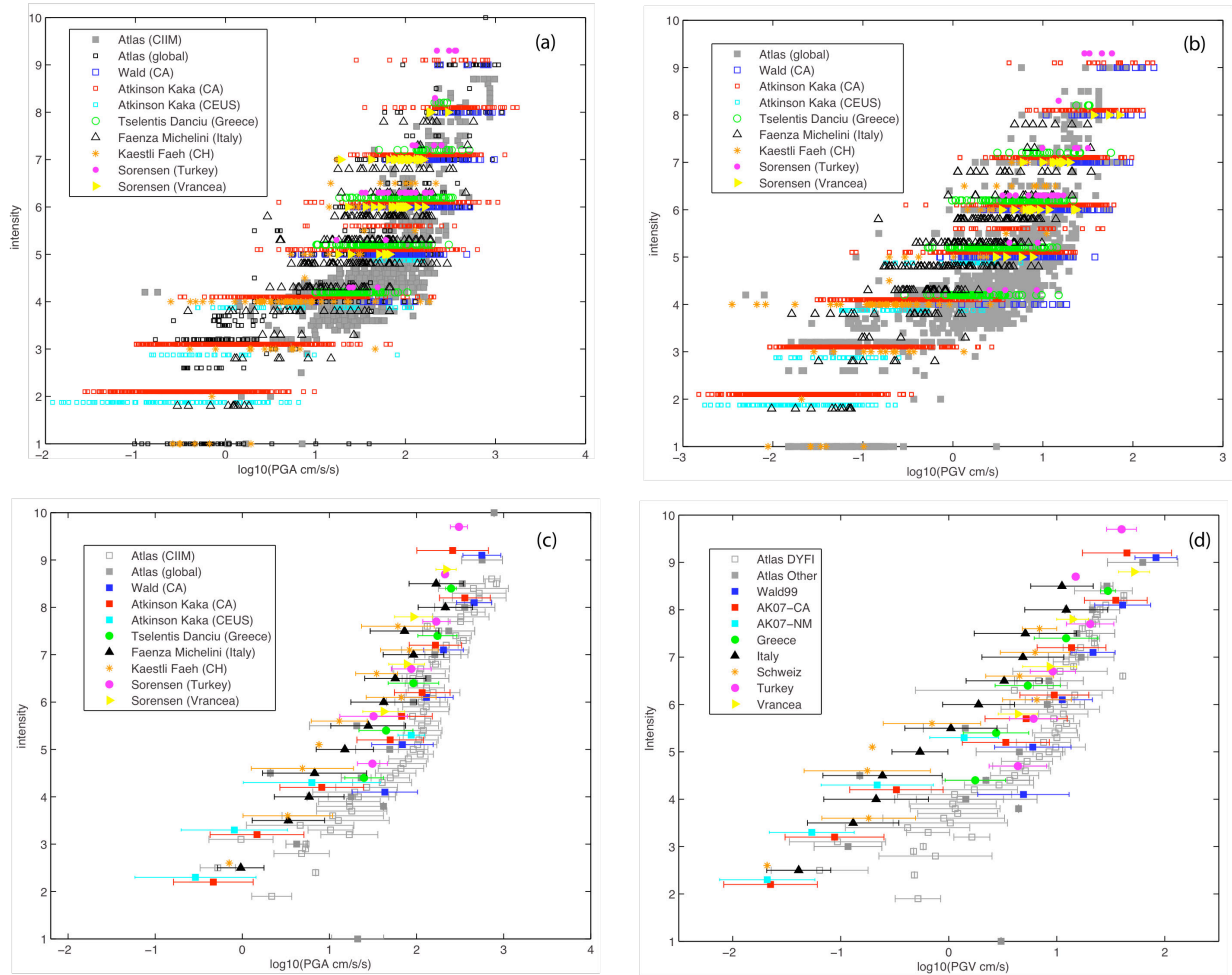 10
9
8
7
6
5
4
3
2
1
intensity
Atlas (CIIM)
Atlas (global)
Wald (CA)
Atkinson Kaka (CA)
Atkinson Kaka (CEUS)
Tselentis Danciu (Greece)
Faenza Michelini (Italy)
Kaestli Faeh (CH)
Sorensen (Turkey)
Sorensen (Vrancea)
(a)
−2 −1 0 1 2 3 4
log10(PGA cm/s/s)
10
9
8
7
6
5
4
3
2
1
intensity
Atlas (global)
Wald (CA)
Atkinson Kaka (CA)
Atkinson Kaka (CEUS)
Tselentis Danciu (Greece)
Faenza Michelini (Italy)
Kaestli Faeh (CH)
Sorensen (Turkey)
Sorensen (Vrancea)
(b)
−3 −2 −1 0 1 2 3
log10(PGV cm/s)
10
9
8
7
6
5
4
3
2
1
intensity
Atlas (CIIM)
Atlas (global)
Wald (CA)
Atkinson Kaka (CA)
Atkinson Kaka (CEUS)
Tselentis Danciu (Greece)
Faenza Michelini (Italy)
Kaestli Faeh (CH)
Sorensen (Turkey)
Sorensen (Vrancea)
(c)
−2 −1 0 1 2 3 4
log10(PGA cm/s/s)
10
9
8
7
6
5
4
3
2
1
Intensity
Atlas DYFI
Atlas Other
Wald99
AK07−CA
AK07−NM
Greece
Italy
Schweiz
Turkey
Vrancea
(d)
−2 −1 0 1 2
log10(PGV cm/s)